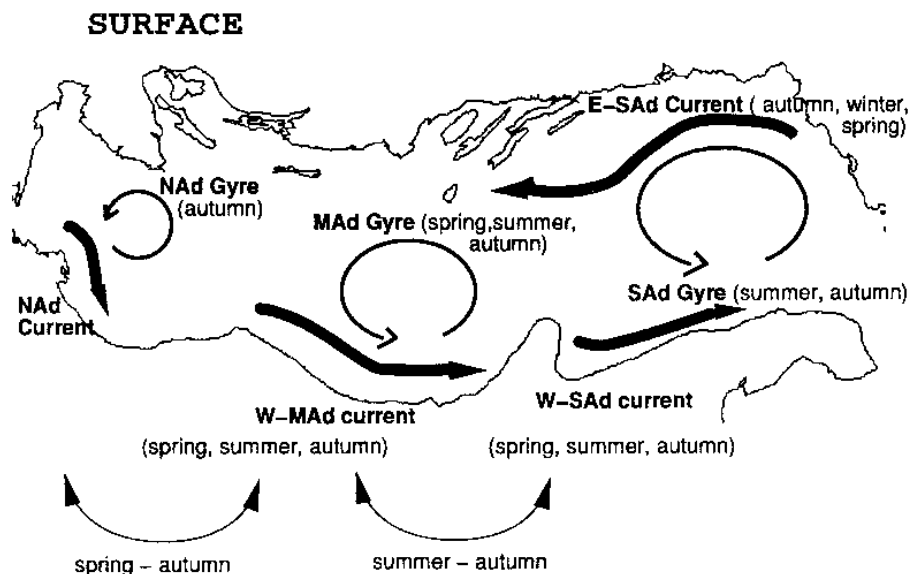 SURFACE
E–SAd Current ( autumn, winter,
spring)
NAd Gyre
(autumn)
MAd Gyre (spring,summer,
autumn)
SAd Gyre (summer, autumn)
NAd
Current
W–MAd current
(spring, summer, autumn)
W–SAd current
(spring, summer, autumn)
spring – autumn
summer – autumn